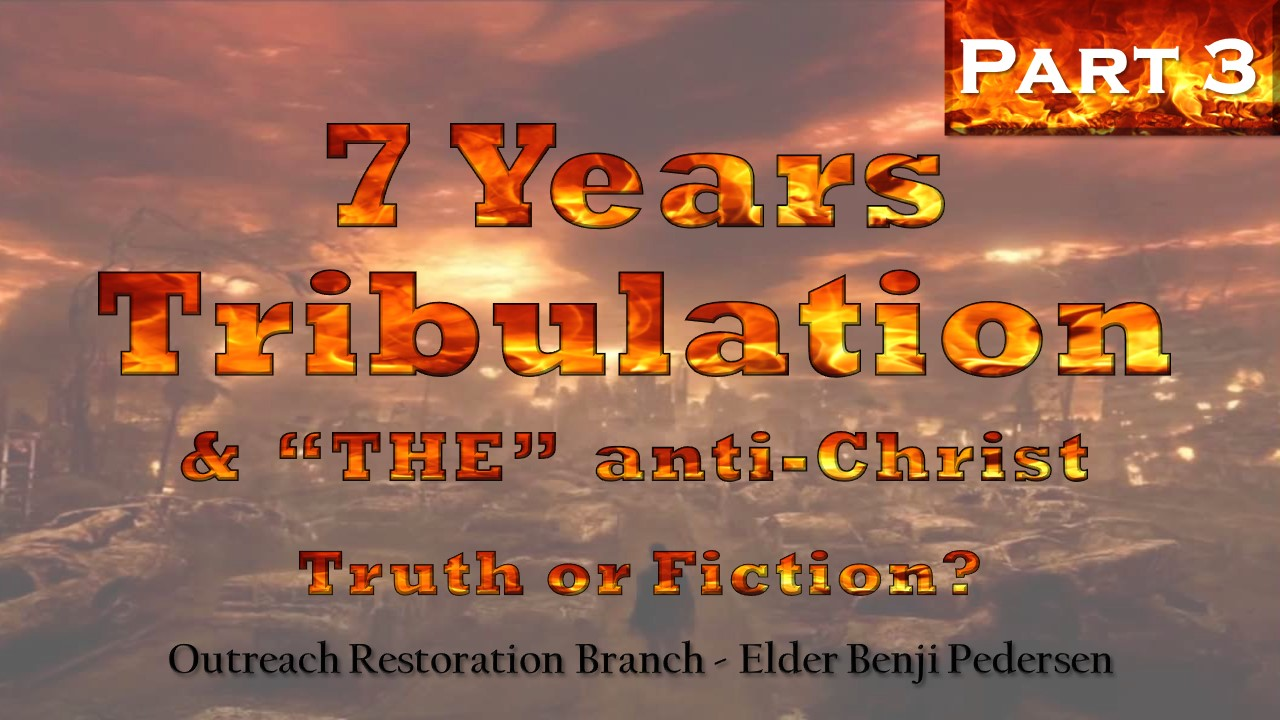 Part 3
7 Years
Tribulation
& “THE” anti-Christ
Truth or Fiction?
Outreach Restoration Branch - Elder Benji Pedersen